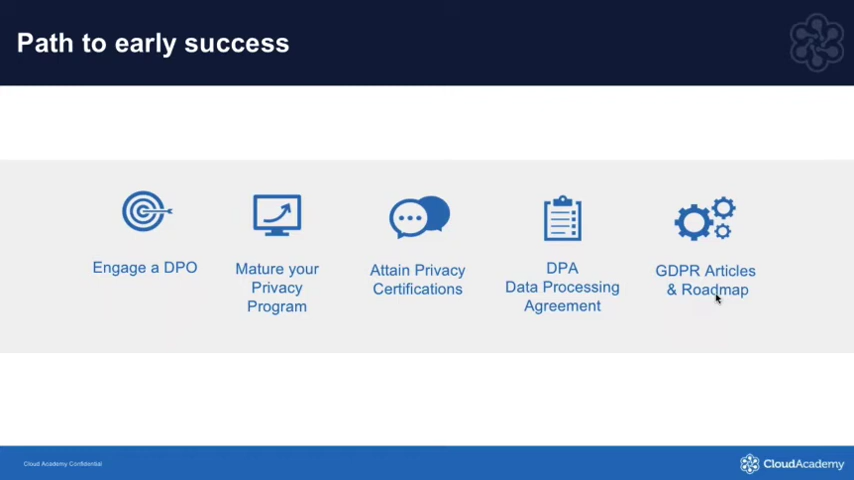 Path to early success
Engage a DPO
Mature your
Privacy
Program
Attain Privacy
Certifications
DPA
Data Processing
Agreement
GDPR Articles
& Roadmap
Cloud Academy Confidential
CloudAcademy